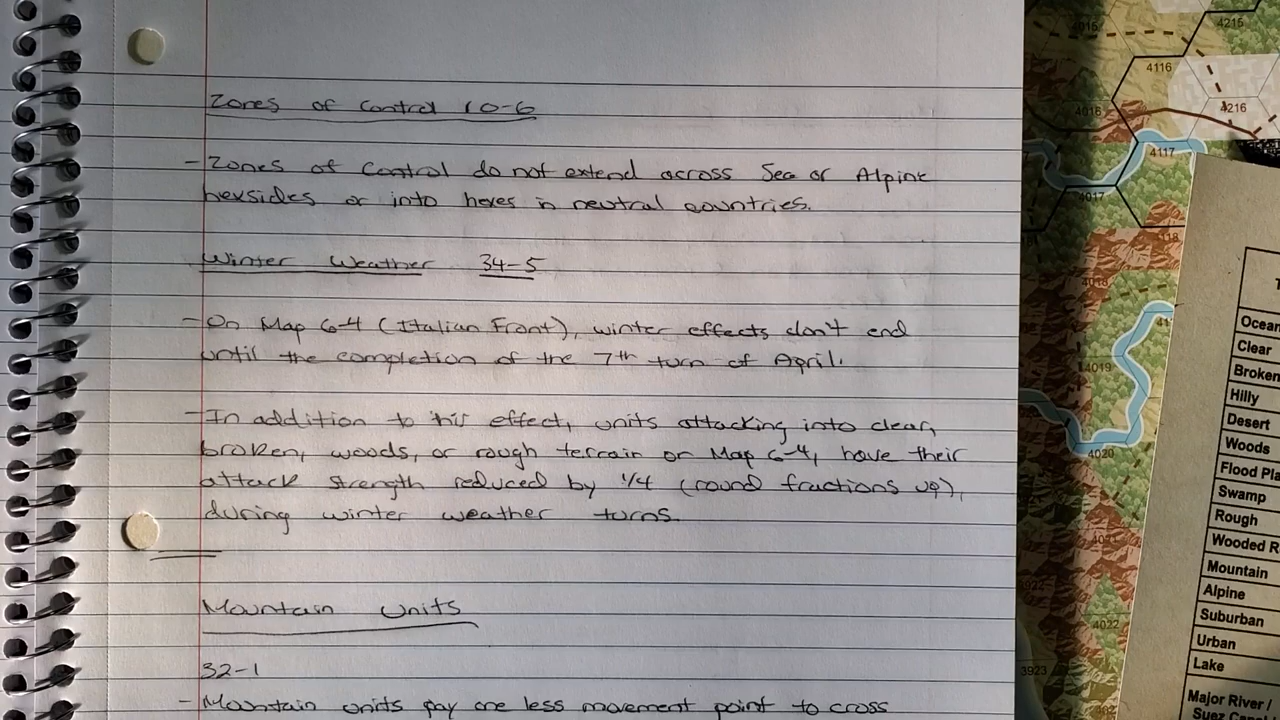 Zones of Control 10-6
- Zones of Control do not extend across Sea or Alpine
hexsides or into hexes in neutral countries.
Winter Weather 34-5
- On Map 6-4 (Italian Front), winter effects don't end
until the completion of the 7th turn of April.
- In addition to this effect, units attacking into clear,
broken, woods, or rough terrain on Map 6-4, have their
attack strength reduced by 1/4 (round fractions up),
during winter weather turns.
Mountain Units
32-1
- Mountain units pay one less movement point to cross
4015
4215
4116
4016
4216
4117
4017
4018
4019
4020
4022
3923
Ocean
Clear
Broken
Hilly
Desert
Woods
Flood Pla
Swamp
Rough
Wooded R
Mountain
Alpine
Suburban
Urban
Lake
Major River /
Suez Cana